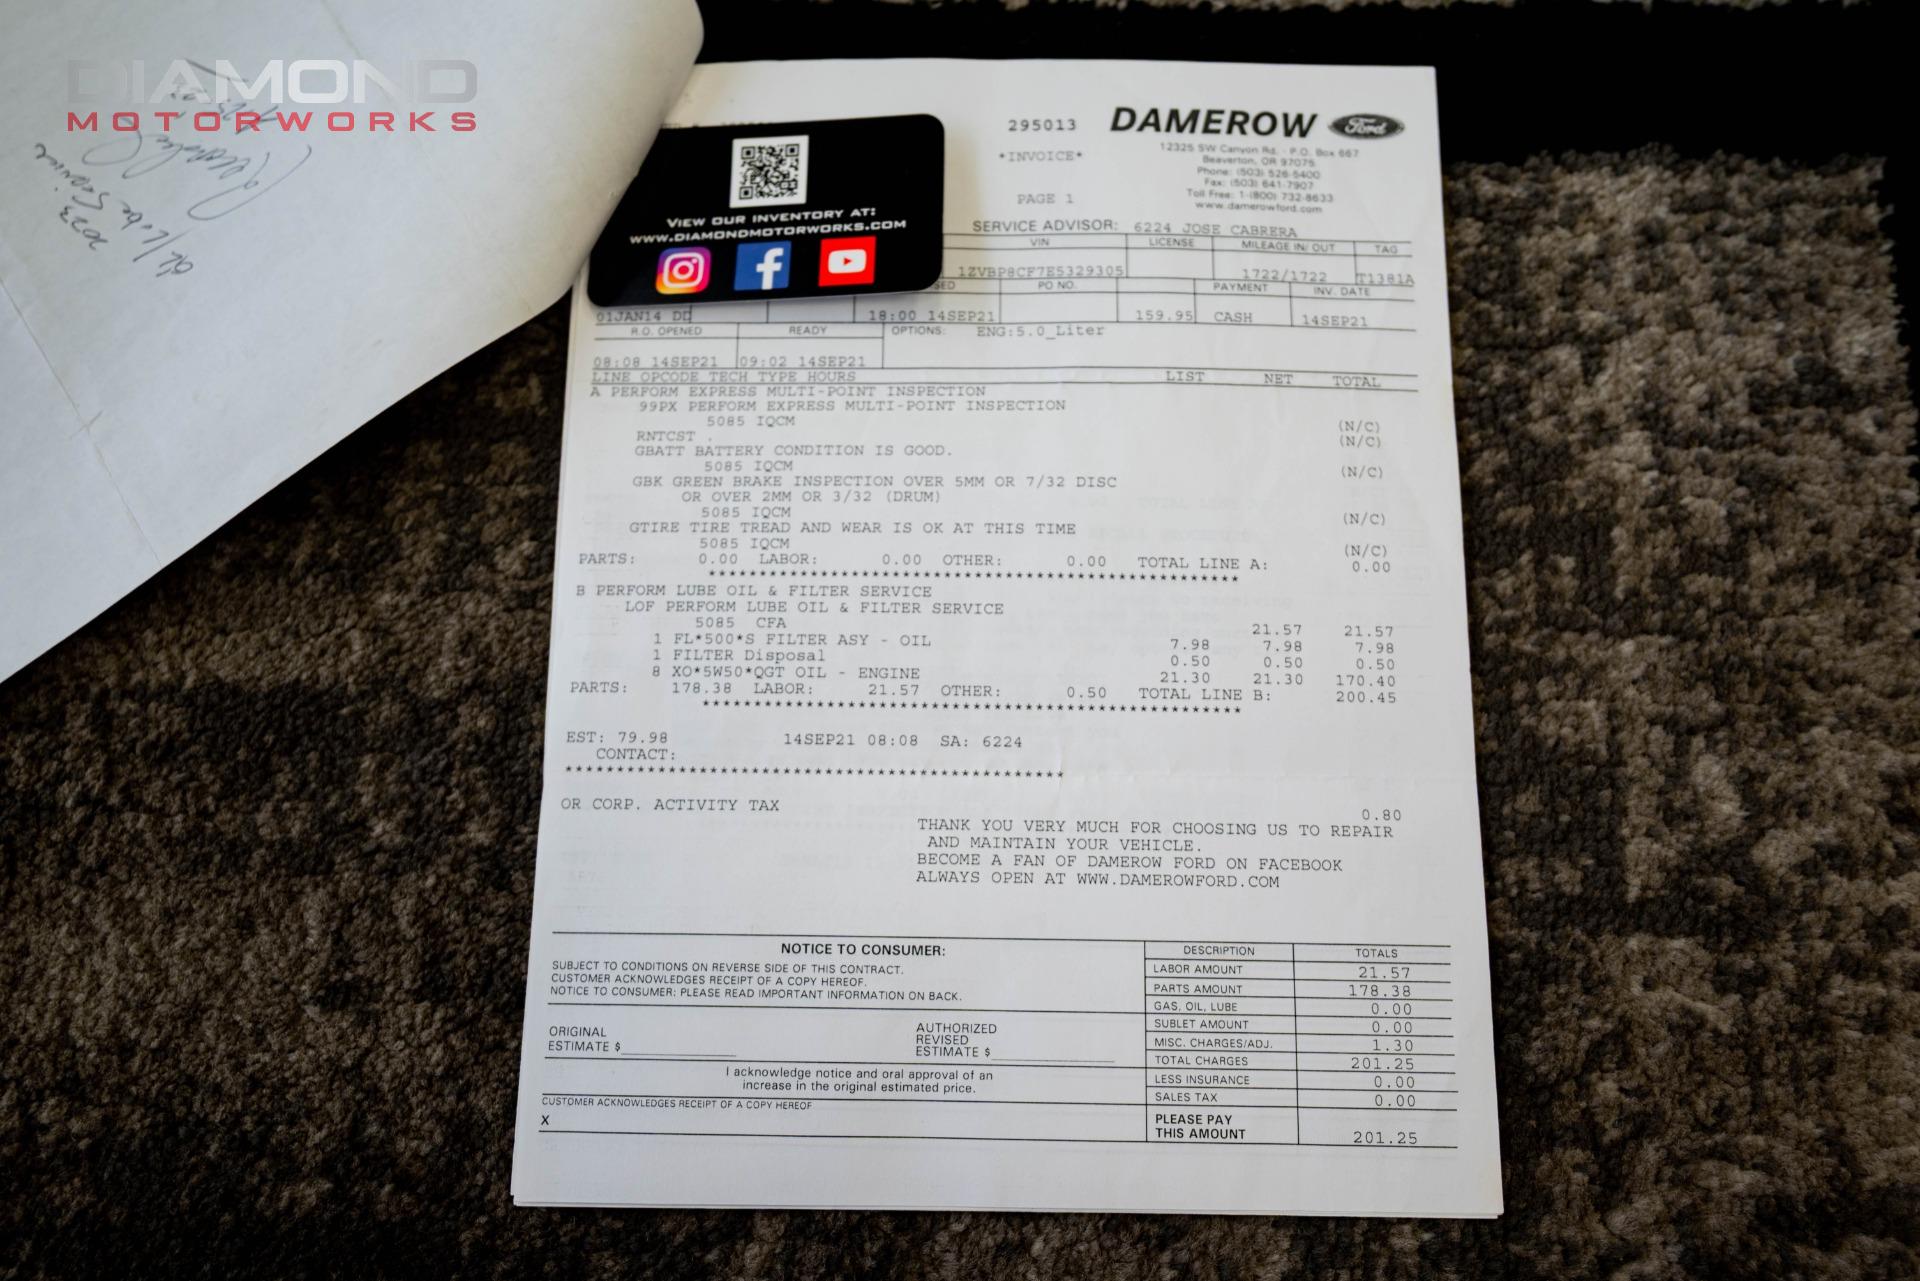 DIAMOND
MOTORWORKS
2023
Lube Service
VIEW OUR INVENTORY AT:
WWW.DIAMONDMOTORWORKS.COM
295013
*INVOICE*
PAGE 1
DAMEROW Ford
12325 SW Canyon Rd. · P.O. Box 667
Beaverton, OR 97075
Phone: (503) 526-5400
Fax: (503) 641-7907
Toll Free: 1-(800) 732-8633
www.damerowford.com
SERVICE ADVISOR: 6224 JOSE CABRERA
VIN LICENSE MILEAGE IN/ OUT TAG
1ZVBP8CF7E5329305 1722/1722 T1381A
PO NO. PAYMENT INV. DATE
01JAN14 DD 18:00 14SEP21 159.95 CASH 14SEP21
R.O. OPENED READY OPTIONS: ENG:5.0_Liter
08:08 14SEP21 09:02 14SEP21
LINE OPCODE TECH TYPE HOURS LIST NET TOTAL
A PERFORM EXPRESS MULTI-POINT INSPECTION
99PX PERFORM EXPRESS MULTI-POINT INSPECTION
5085 IQCM (N/C)
RNTCST . (N/C)
GBATT BATTERY CONDITION IS GOOD.
5085 IQCM (N/C)
GBK GREEN BRAKE INSPECTION OVER 5MM OR 7/32 DISC
OR OVER 2MM OR 3/32 (DRUM)
5085 IQCM (N/C)
GTIRE TIRE TREAD AND WEAR IS OK AT THIS TIME
5085 IQCM (N/C)
PARTS: 0.00 LABOR: 0.00 OTHER: 0.00 TOTAL LINE A: 0.00
***************************************************
B PERFORM LUBE OIL & FILTER SERVICE
LOF PERFORM LUBE OIL & FILTER SERVICE
5085 CFA 21.57 21.57
1 FL*500*S FILTER ASY - OIL 7.98 7.98 7.98
1 FILTER Disposal 0.50 0.50 0.50
8 XO*5W50*QGT OIL - ENGINE 21.30 21.30 170.40
PARTS: 178.38 LABOR: 21.57 OTHER: 0.50 TOTAL LINE B: 200.45
***************************************************
EST: 79.98 14SEP21 08:08 SA: 6224
CONTACT:
************************************************
OR CORP. ACTIVITY TAX 0.80
THANK YOU VERY MUCH FOR CHOOSING US TO REPAIR
AND MAINTAIN YOUR VEHICLE.
BECOME A FAN OF DAMEROW FORD ON FACEBOOK
ALWAYS OPEN AT WWW.DAMEROWFORD.COM
NOTICE TO CONSUMER:
SUBJECT TO CONDITIONS ON REVERSE SIDE OF THIS CONTRACT.
CUSTOMER ACKNOWLEDGES RECEIPT OF A COPY HEREOF.
NOTICE TO CONSUMER: PLEASE READ IMPORTANT INFORMATION ON BACK.
ORIGINAL
ESTIMATE $
AUTHORIZED
REVISED
ESTIMATE $
I acknowledge notice and oral approval of an
increase in the original estimated price.
CUSTOMER ACKNOWLEDGES RECEIPT OF A COPY HEREOF
X
DESCRIPTION TOTALS
LABOR AMOUNT 21.57
PARTS AMOUNT 178.38
GAS, OIL, LUBE 0.00
SUBLET AMOUNT 0.00
MISC. CHARGES/ADJ. 1.30
TOTAL CHARGES 201.25
LESS INSURANCE 0.00
SALES TAX 0.00
PLEASE PAY
THIS AMOUNT 201.25